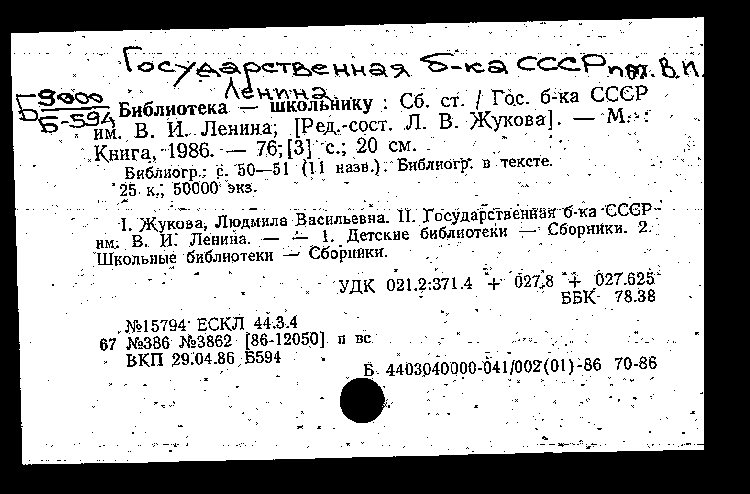 Государственная б-ка СССР им. В.И.
Ленина
Б9000
Б-594
Библиотека — школьнику : Сб. ст. / Гос. б-ка СССР
им. В. И. Ленина; [Ред.-сост. Л. В. Жукова]. — М. :
Книга, 1986. — 76,[3] с.; 20 см.
Библиогр.: с. 50—51 (11 назв.). Библиогр. в тексте.
25 к., 50000 экз.
I. Жукова, Людмила Васильевна. II. Государственная б-ка СССР
им. В. И. Ленина. — — 1. Детские библиотеки — Сборники. 2.
Школьные библиотеки — Сборники.
УДК 021.2:371.4 + 027.8 + 027.625
ББК 78.38
№15794 ЕСКЛ 44.3.4
67 №386 №3862 [86-12050] п вс
ВКП 29.04.86 Б594
Б 4403040000-041/002(01)-86 70-86